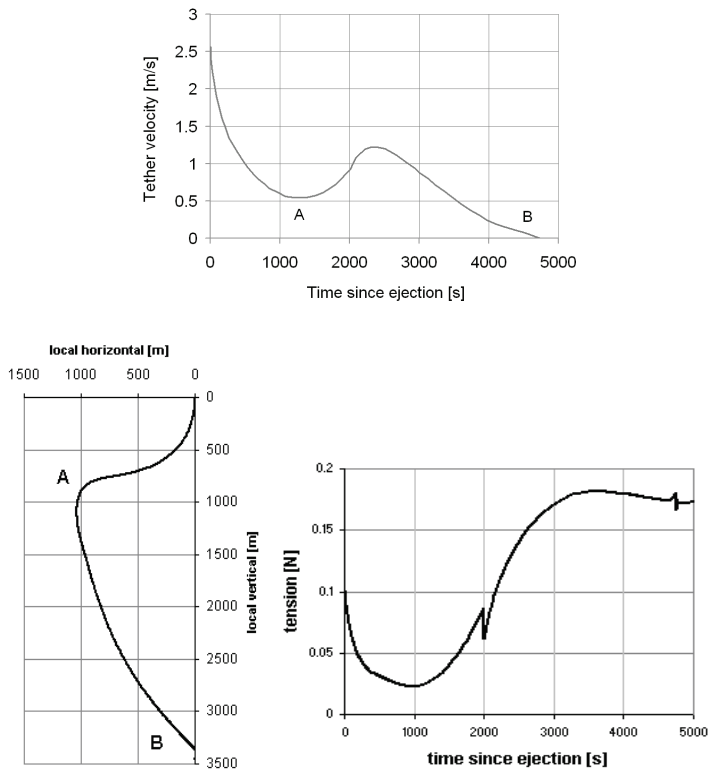 3
2.5
2
1.5
1
0.5
0
Tether velocity [m/s]
A
B
0 1000 2000 3000 4000 5000
Time since ejection [s]
local horizontal [m]
1500 1000 500 0
0
500
1000
1500
2000
2500
3000
3500
local vertical [m]
A
B
0.2
0.15
0.1
0.05
0
tension [N]
0 1000 2000 3000 4000 5000
time since ejection [s]